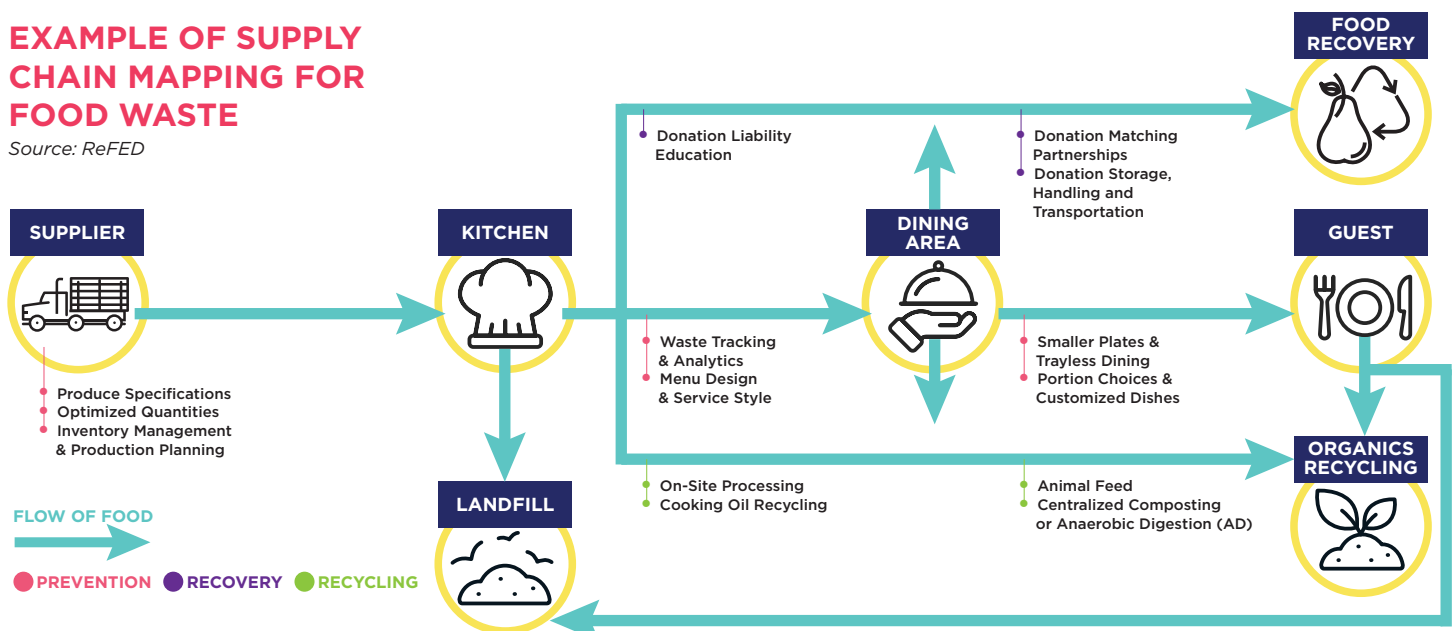 EXAMPLE OF SUPPLY
CHAIN MAPPING FOR
FOOD WASTE
Source: ReFED
FOOD
RECOVERY
Donation Liability
Education
Donation Matching
Partnerships
Donation Storage,
Handling and
Transportation
SUPPLIER
KITCHEN
DINING
AREA
GUEST
Produce Specifications
Optimized Quantities
Inventory Management
& Production Planning
Waste Tracking
& Analytics
Menu Design
& Service Style
Smaller Plates &
Trayless Dining
Portion Choices &
Customized Dishes
ORGANICS
RECYCLING
LANDFILL
On-Site Processing
Cooking Oil Recycling
Animal Feed
Centralized Composting
or Anaerobic Digestion (AD)
FLOW OF FOOD
PREVENTION RECOVERY RECYCLING